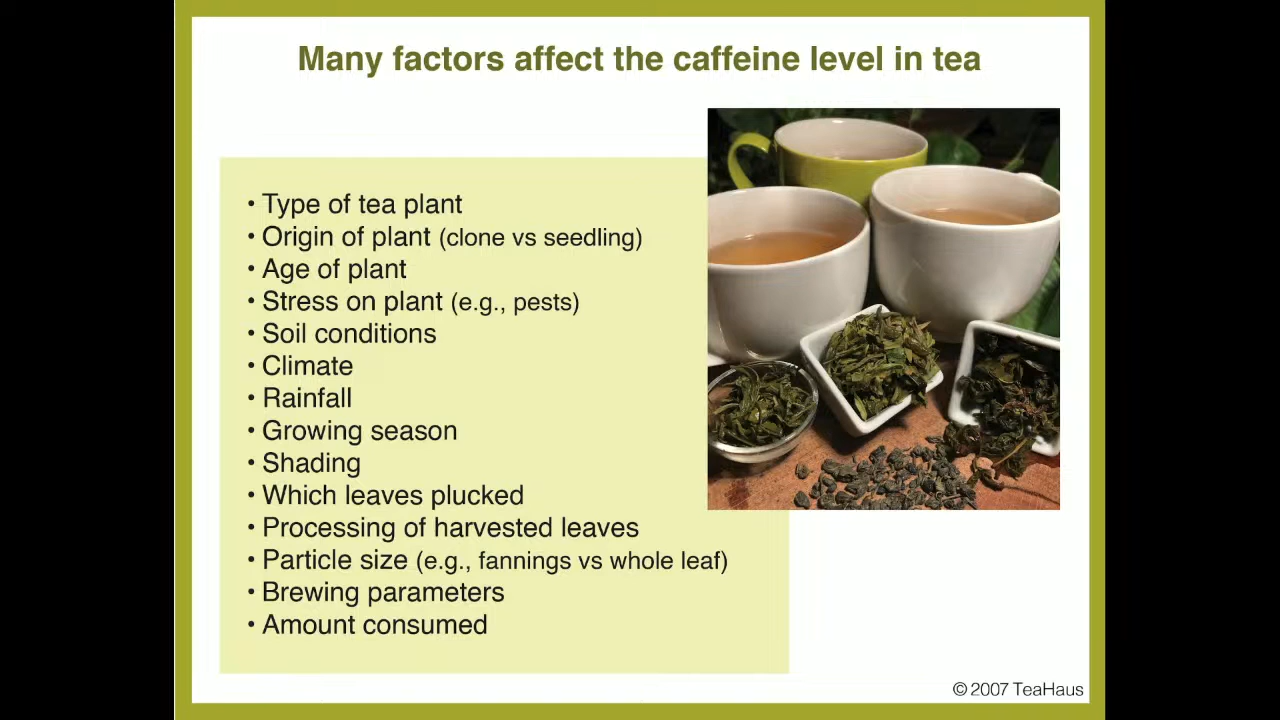 Many factors affect the caffeine level in tea
• Type of tea plant
• Origin of plant (clone vs seedling)
• Age of plant
• Stress on plant (e.g., pests)
• Soil conditions
• Climate
• Rainfall
• Growing season
• Shading
• Which leaves plucked
• Processing of harvested leaves
• Particle size (e.g., fannings vs whole leaf)
• Brewing parameters
• Amount consumed
© 2007 TeaHaus